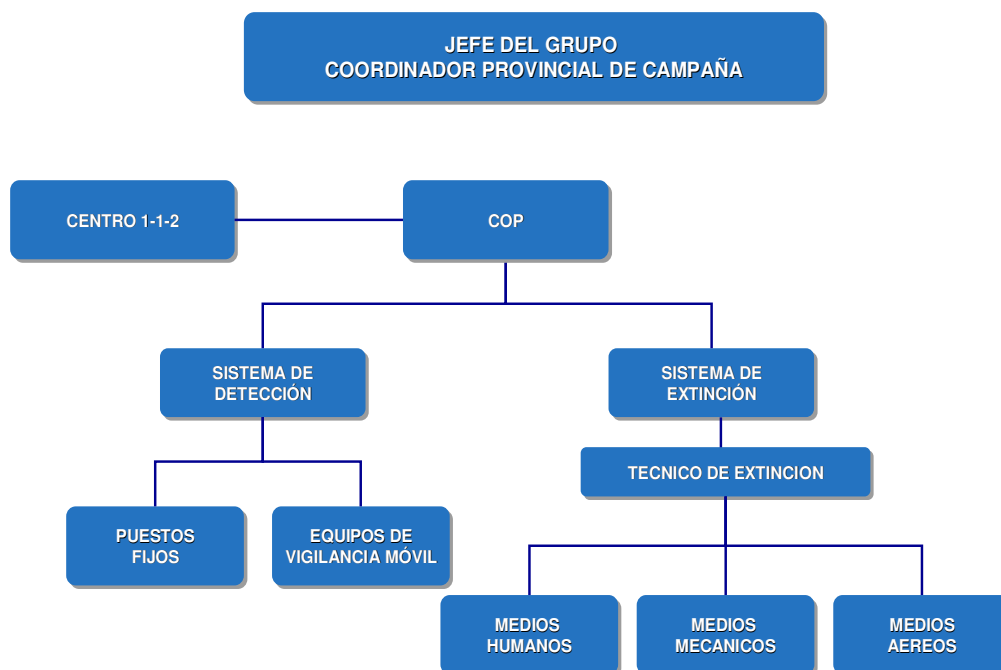 JEFE DEL GRUPO
COORDINADOR PROVINCIAL DE CAMPAÑA
CENTRO 1-1-2
COP
SISTEMA DE
DETECCIÓN
SISTEMA DE
EXTINCIÓN
TECNICO DE EXTINCION
PUESTOS
FIJOS
EQUIPOS DE
VIGILANCIA MÓVIL
MEDIOS
HUMANOS
MEDIOS
MECANICOS
MEDIOS
AEREOS